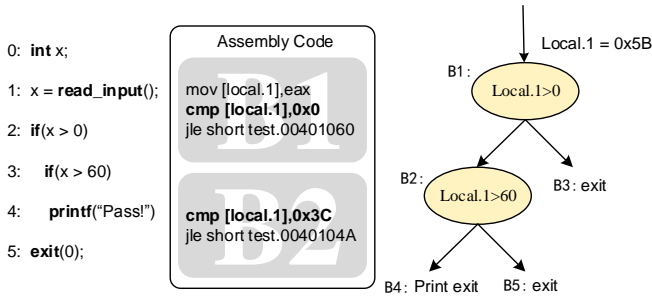 0: int x;
1: x = read_input();
2: if(x > 0)
3: if(x > 60)
4: printf(“Pass!”)
5: exit(0);
Assembly Code
B1
mov [local.1],eax
cmp [local.1],0x0
jle short test.00401060
B2
cmp [local.1],0x3C
jle short test.0040104A
Local.1 = 0x5B
B1:
Local.1>0
B2:
Local.1>60
B3: exit
B4: Print exit
B5: exit